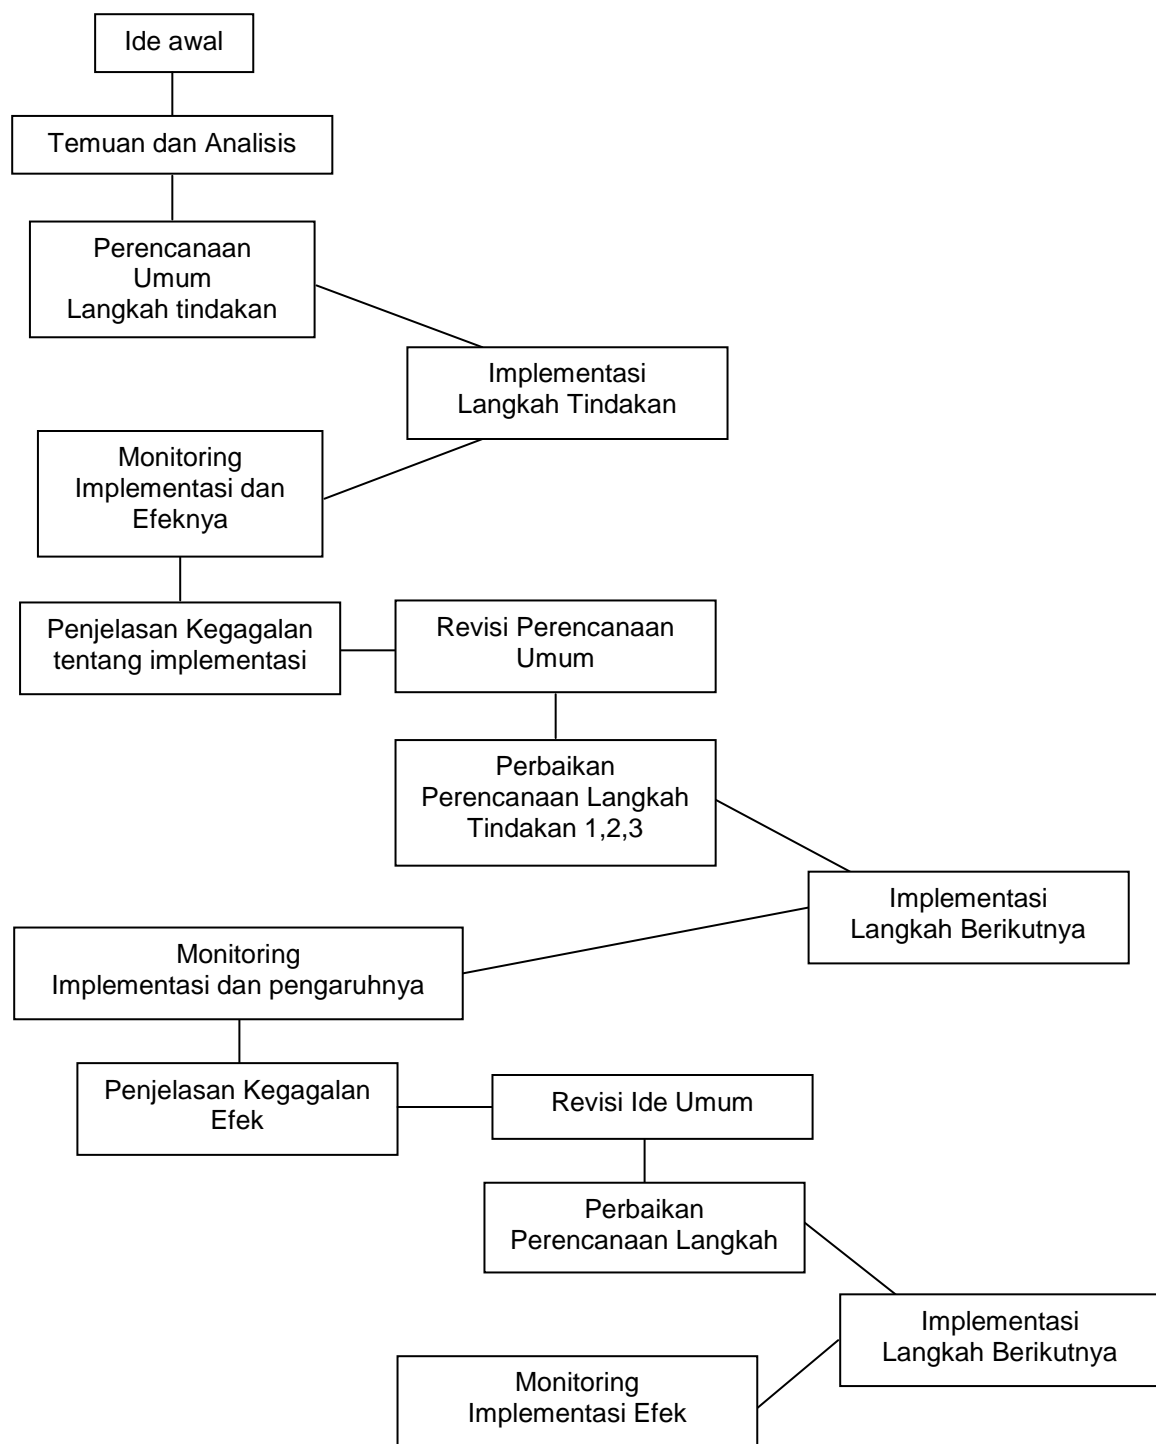 Ide awal
Temuan dan Analisis
Perencanaan
Umum
Langkah tindakan
Implementasi
Langkah Tindakan
Monitoring
Implementasi dan
Efeknya
Penjelasan Kegagalan
tentang implementasi
Revisi Perencanaan
Umum
Perbaikan
Perencanaan Langkah
Tindakan 1,2,3
Implementasi
Langkah Berikutnya
Monitoring
Implementasi dan pengaruhnya
Penjelasan Kegagalan
Efek
Revisi Ide Umum
Perbaikan
Perencanaan Langkah
Implementasi
Langkah Berikutnya
Monitoring
Implementasi Efek